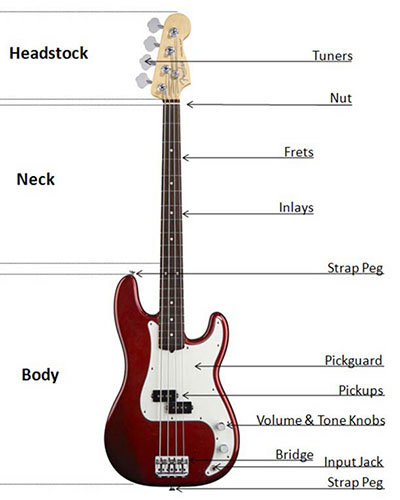 Headstock
Tuners
Nut
Frets
Neck
Inlays
Strap Peg
Pickguard
Body
Pickups
Volume & Tone Knobs
Bridge
Input Jack
Strap Peg